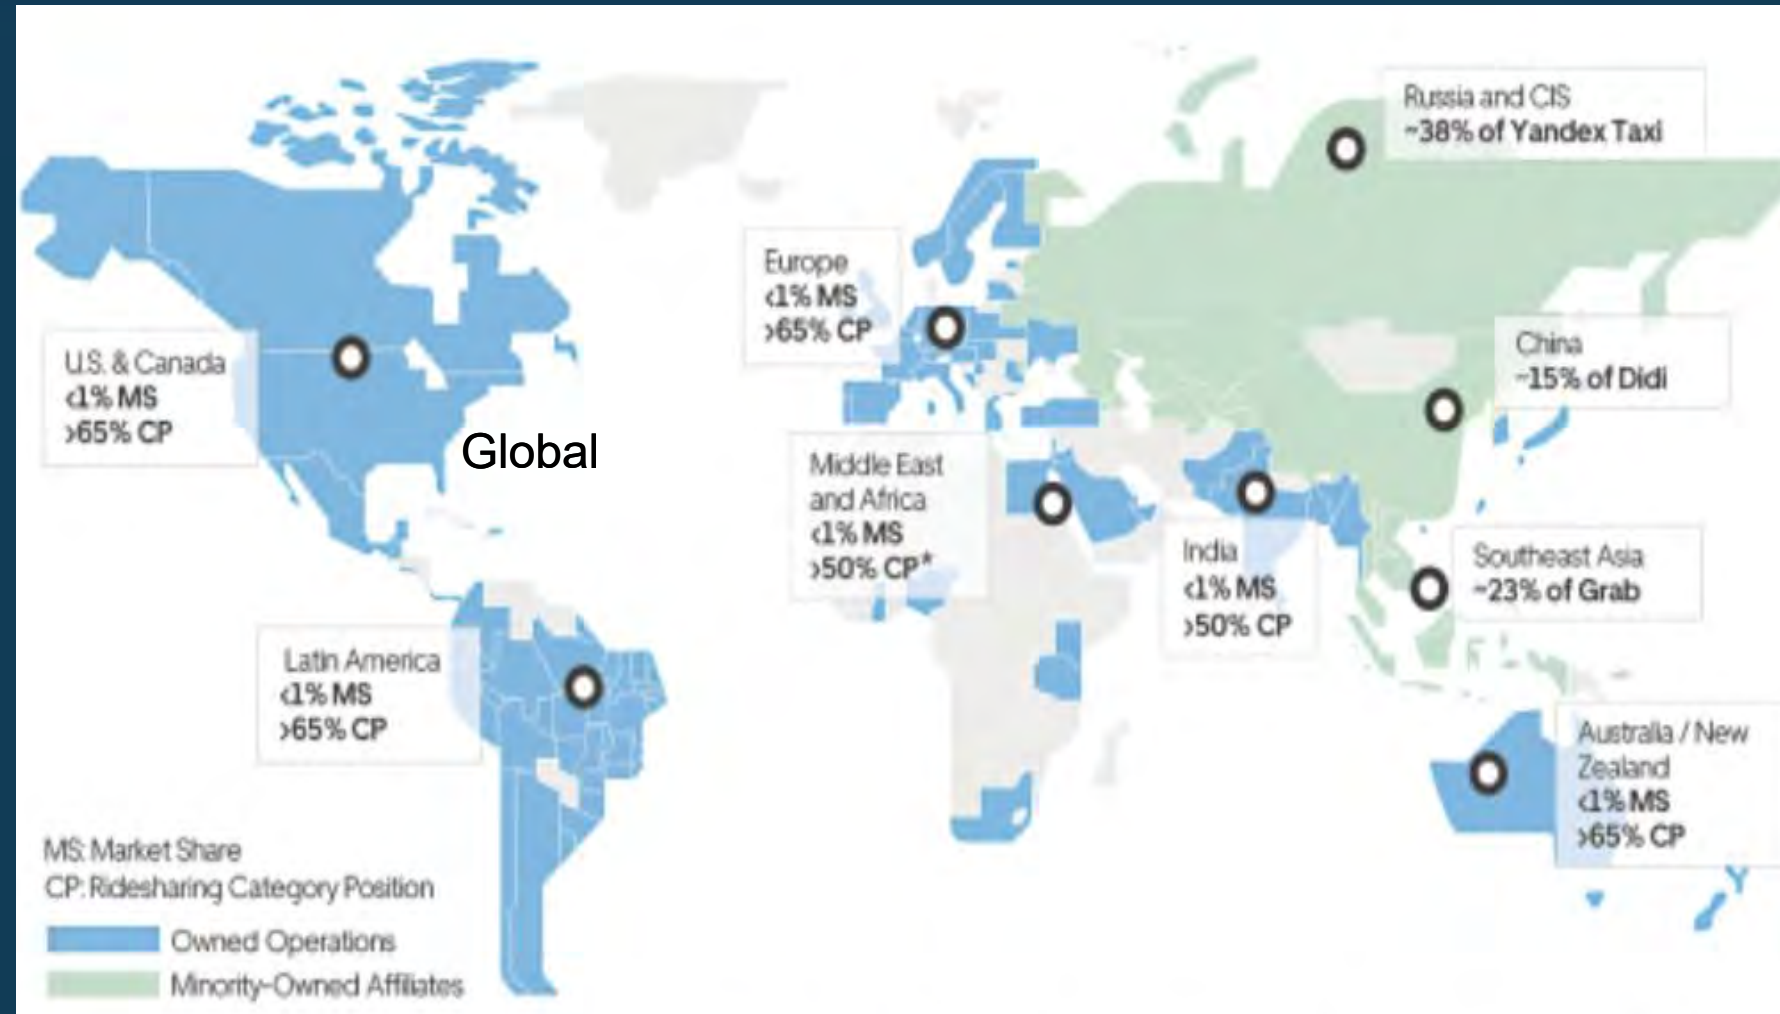 Russia and CIS
~38% of Yandex Taxi
Europe
<1% MS
>65% CP
U.S. & Canada
<1% MS
>65% CP
China
~15% of Didi
Global
Middle East
and Africa
<1% MS
>50% CP*
India
<1% MS
>50% CP
Southeast Asia
~23% of Grab
Latin America
<1% MS
>65% CP
Australia / New
Zealand
<1% MS
>65% CP
MS: Market Share
CP: Ridesharing Category Position
Owned Operations
Minority-Owned Affiliates